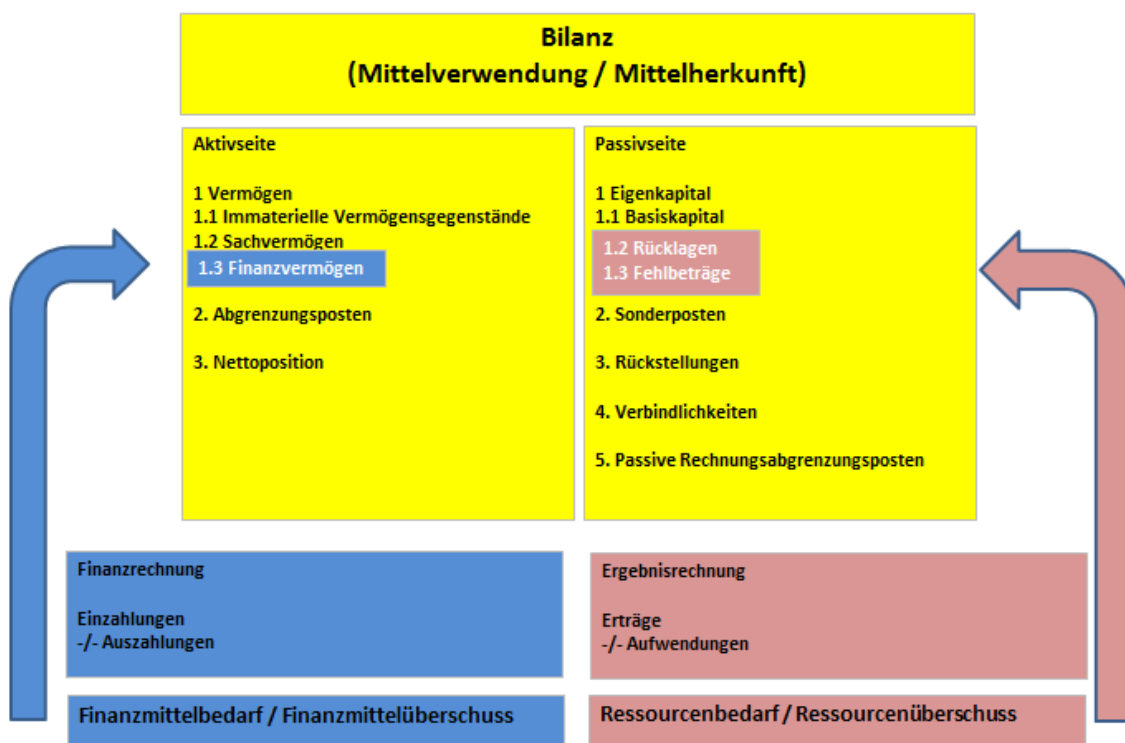 Bilanz
(Mittelverwendung / Mittelherkunft)
Aktivseite
1 Vermögen
1.1 Immaterielle Vermögensgegenstände
1.2 Sachvermögen
1.3 Finanzvermögen
2. Abgrenzungsposten
3. Nettoposition
Passivseite
1 Eigenkapital
1.1 Basiskapital
1.2 Rücklagen
1.3 Fehlbeträge
2. Sonderposten
3. Rückstellungen
4. Verbindlichkeiten
5. Passive Rechnungsabgrenzungsposten
Finanzrechnung
Einzahlungen
-/- Auszahlungen
Finanzmittelbedarf / Finanzmittelüberschuss
Ergebnisrechnung
Erträge
-/- Aufwendungen
Ressourcenbedarf / Ressourcenüberschuss